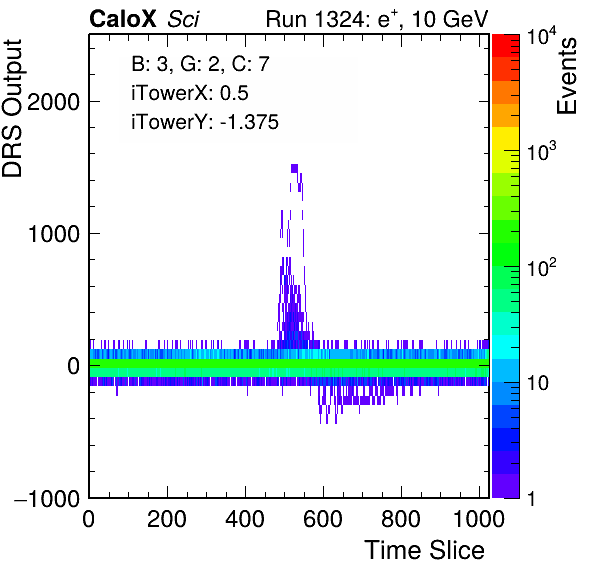 CaloX Sci Run 1324: e+, 10 GeV
B: 3, G: 2, C: 7
iTowerX: 0.5
iTowerY: -1.375
DRS Output
2000
1000
0
−1000
0 200 400 600 800 1000
Time Slice
Events
10^4
10^3
10^2
10
1